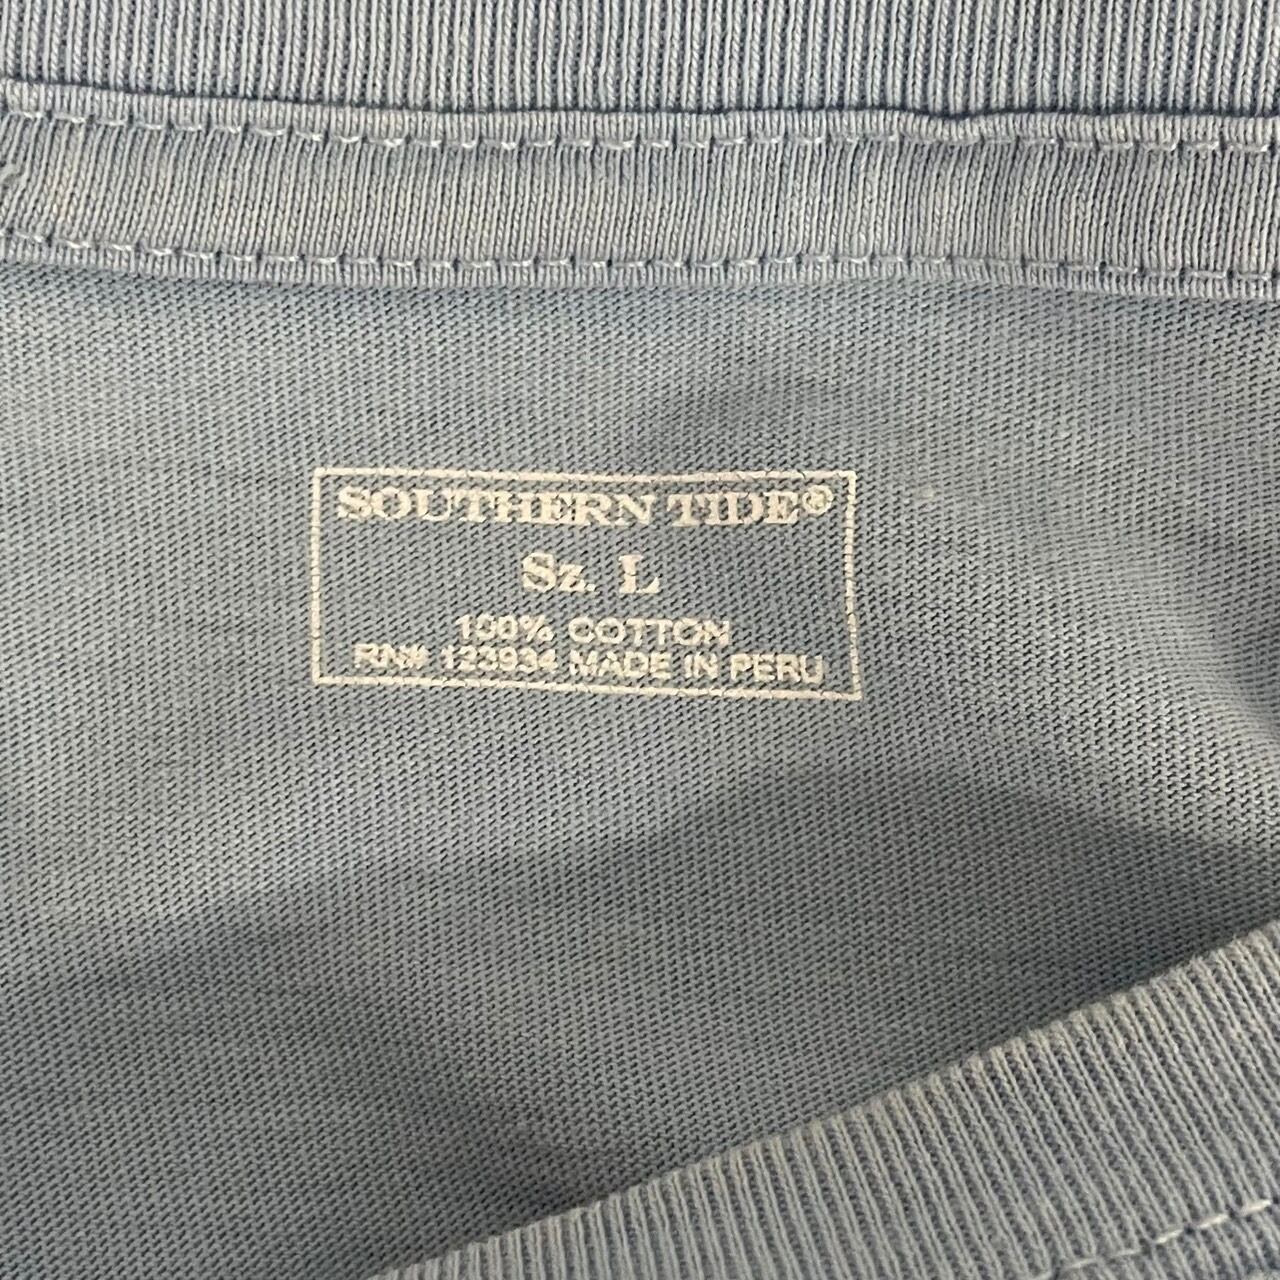 SOUTHERN TIDE®
Sz. L
100% COTTON
RN# 123934 MADE IN PERU